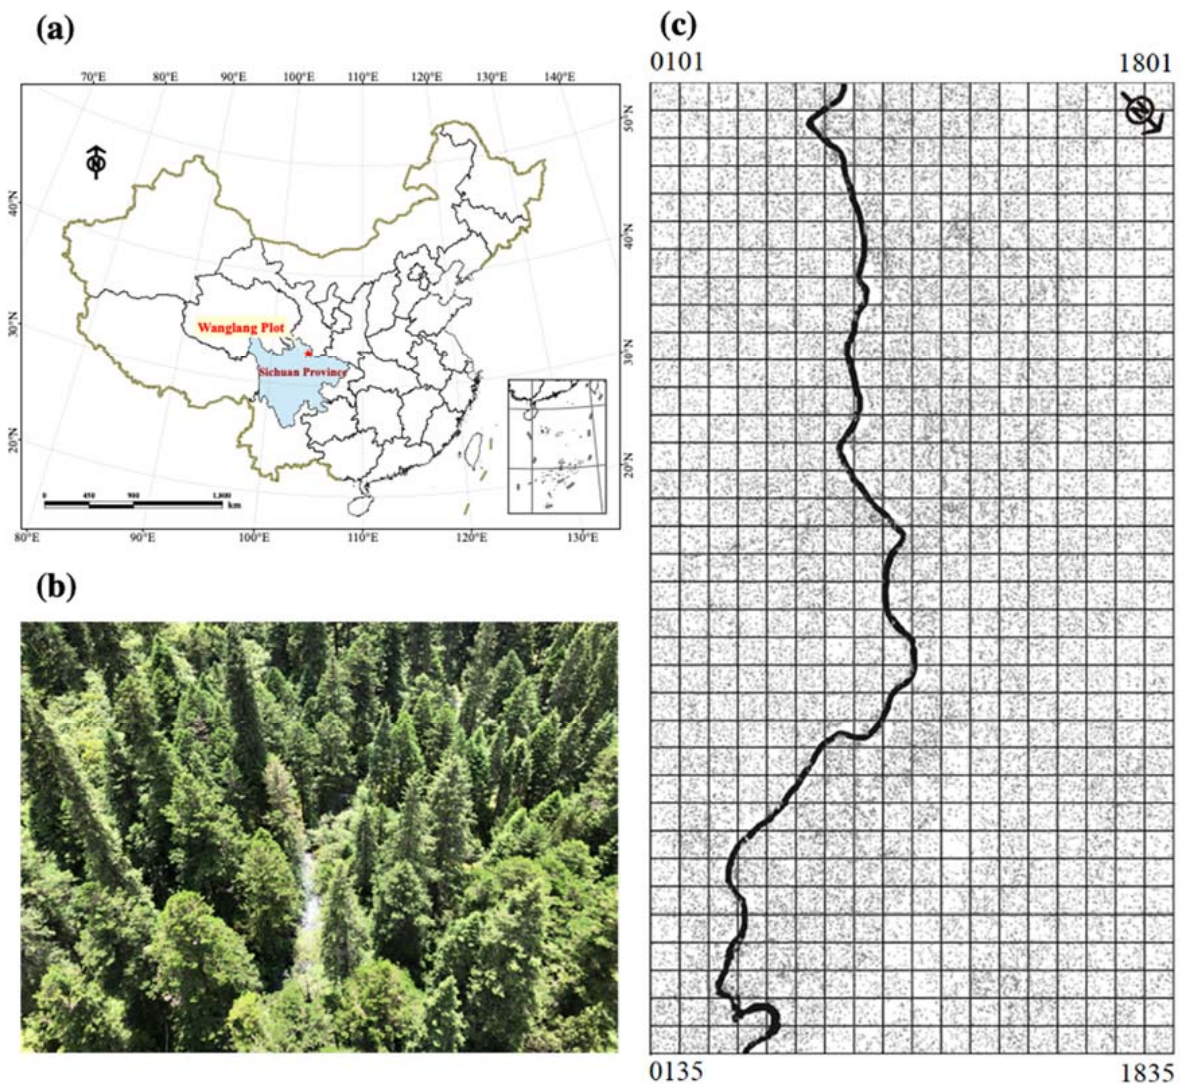 (a)
70°E 80°E 90°E 100°E 110°E 120°E 130°E 140°E
50°N
40°N
40°N
30°N
30°N
20°N
20°N
N
Wanglang Plot
Sichuan Province
0 450 900 1,800
km
80°E 90°E 100°E 110°E 120°E 130°E
(b)
(c)
0101 1801
N
0135 1835